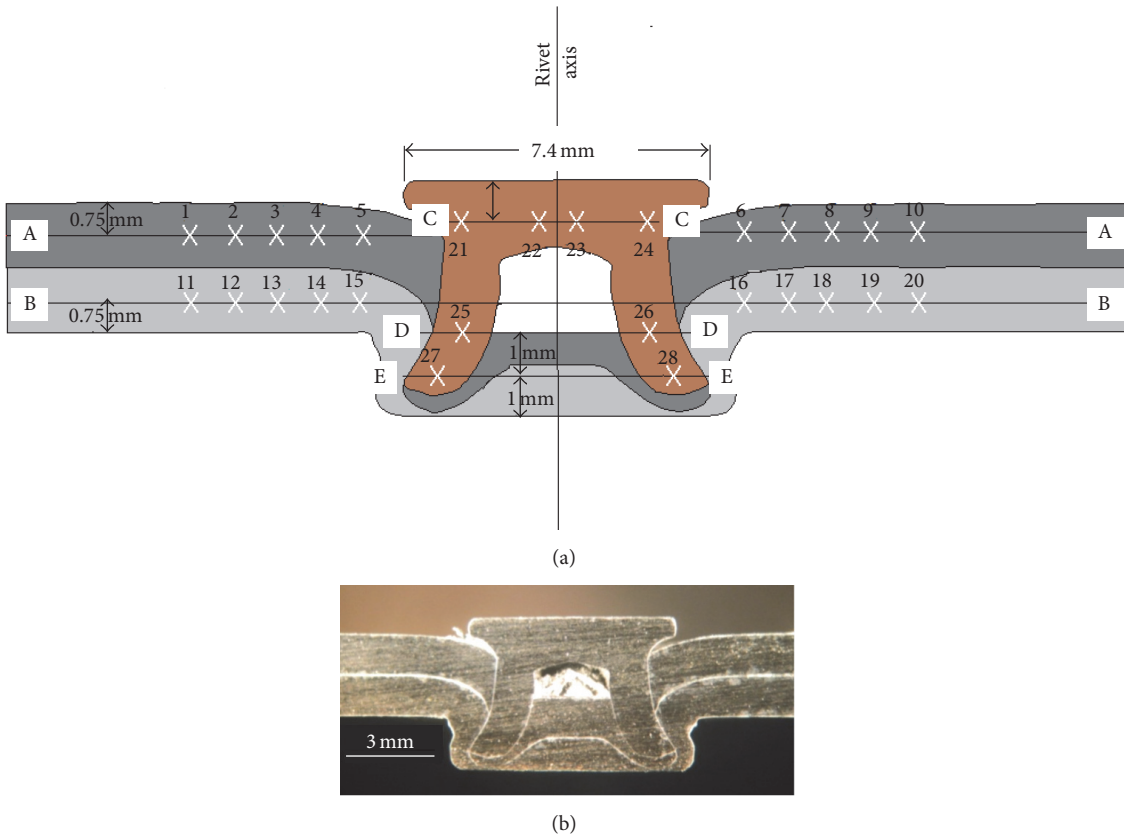 Rivet
axis
7.4 mm
0.75 mm
1 2 3 4 5
C C
6 7 8 9 10
A A
21 22 23 24
11 12 13 14 15
16 17 18 19 20
B B
0.75 mm
25 26
D D
27 1 mm 28
E E
1 mm
(a)
3 mm
(b)